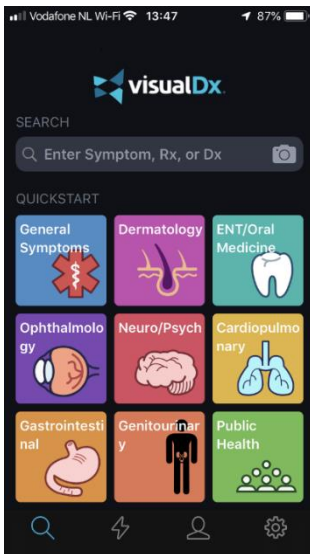 Vodafone NL Wi-Fi 13:47 87%
visualDx
SEARCH
Enter Symptom, Rx, or Dx
QUICKSTART
General
Symptoms
Dermatology
ENT/Oral
Medicine
Ophthalmolo
gy
Neuro/Psych
Cardiopulmo
nary
Gastrointesti
nal
Genitourinar
y
Public
Health